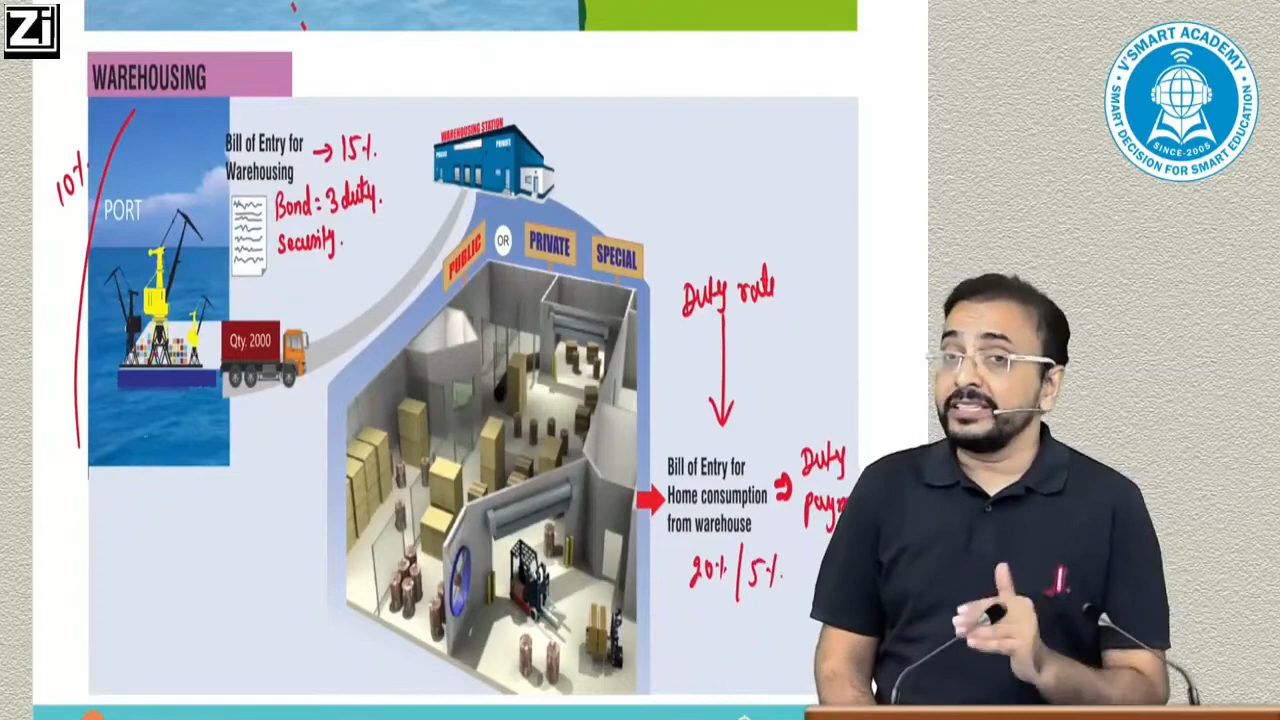 Zi
WAREHOUSING
10%
PORT
Bill of Entry for
Warehousing
→ 15%.
Bond = 3 duty.
security.
Qty. 2000
WAREHOUSING STATION
PUBLIC
PRIVATE
PUBLIC
OR
PRIVATE
SPECIAL
Duty rate
Bill of Entry for
Home consumption
from warehouse
⇒ Duty
20% / 5%.
V'SMART ACADEMY
SINCE-2005
SMART DECISION FOR SMART EDUCATION